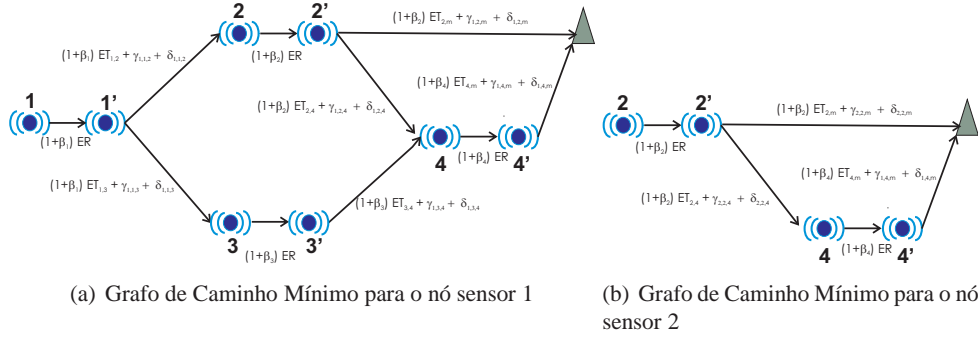 2
2'
(1+β₂) ET₂,ₘ + γ₁,₂,ₘ + δ₁,₂,ₘ
(1+β₂) ER
(1+β₁) ET₁,₂ + γ₁,₁,₂ + δ₁,₁,₂
(1+β₄) ET₄,ₘ + γ₁,₄,ₘ + δ₁,₄,ₘ
1
1'
(1+β₁) ER
(1+β₂) ET₂,₄ + γ₁,₂,₄ + δ₁,₂,₄
4
4'
(1+β₄) ER
(1+β₁) ET₁,₃ + γ₁,₁,₃ + δ₁,₁,₃
(1+β₃) ET₃,₄ + γ₁,₃,₄ + δ₁,₃,₄
3
3'
(1+β₃) ER
(a) Grafo de Caminho Mínimo para o nó sensor 1
2
2'
(1+β₂) ET₂,ₘ + γ₂,₂,ₘ + δ₂,₂,ₘ
(1+β₂) ER
(1+β₄) ET₄,ₘ + γ₁,₄,ₘ + δ₁,₄,ₘ
(1+β₂) ET₂,₄ + γ₂,₂,₄ + δ₂,₂,₄
4
4'
(1+β₄) ER
(b) Grafo de Caminho Mínimo para o nó
sensor 2